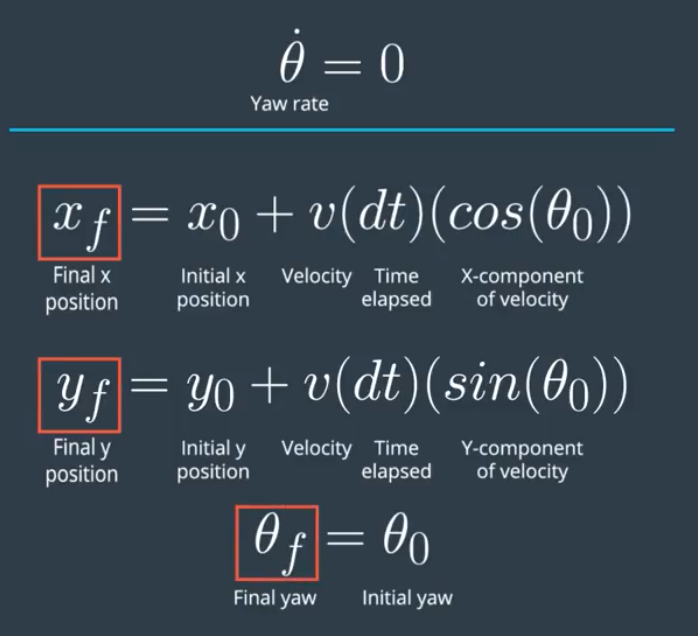 θ̇ = 0
Yaw rate
x_f = x_0 + v(dt)(cos(θ_0))
Final x position Initial x position Velocity Time elapsed X-component of velocity
y_f = y_0 + v(dt)(sin(θ_0))
Final y position Initial y position Velocity Time elapsed Y-component of velocity
θ_f = θ_0
Final yaw Initial yaw